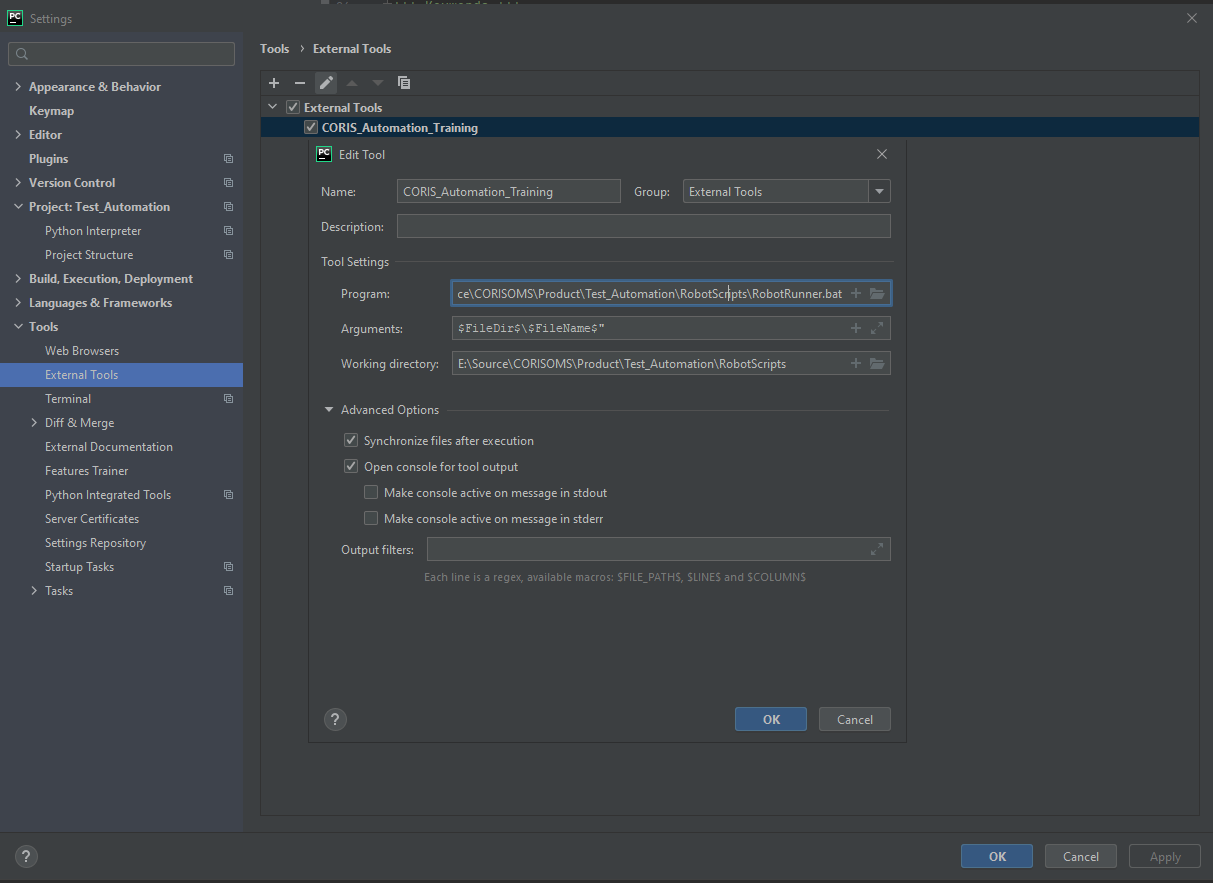 PC Settings
Tools › External Tools
Appearance & Behavior
Keymap
Editor
Plugins
Version Control
Project: Test_Automation
Python Interpreter
Project Structure
Build, Execution, Deployment
Languages & Frameworks
Tools
Web Browsers
External Tools
Terminal
Diff & Merge
External Documentation
Features Trainer
Python Integrated Tools
Server Certificates
Settings Repository
Startup Tasks
Tasks
External Tools
CORIS_Automation_Training
PC Edit Tool
Name: CORIS_Automation_Training Group: External Tools
Description:
Tool Settings
Program: ce\CORISOMS\Product\Test_Automation\RobotScripts\RobotRunner.bat
Arguments: $FileDir$\$FileName$"
Working directory: E:\Source\CORISOMS\Product\Test_Automation\RobotScripts
Advanced Options
Synchronize files after execution
Open console for tool output
Make console active on message in stdout
Make console active on message in stderr
Output filters:
Each line is a regex, available macros: $FILE_PATH$, $LINE$ and $COLUMN$
? OK Cancel
? OK Cancel Apply